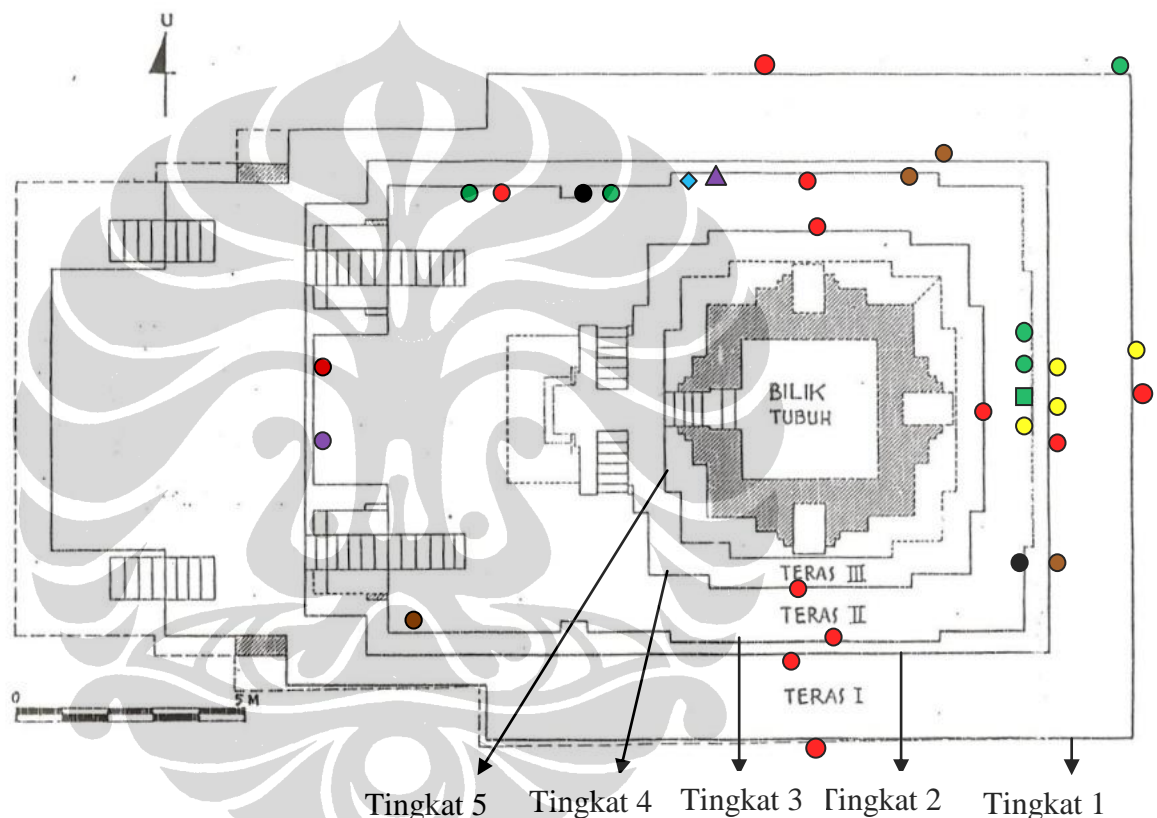 U
BILIK
TUBUH
TERAS III
TERAS II
TERAS I
0 5 M
Tingkat 5 Tingkat 4 Tingkat 3 Tingkat 2 Tingkat 1